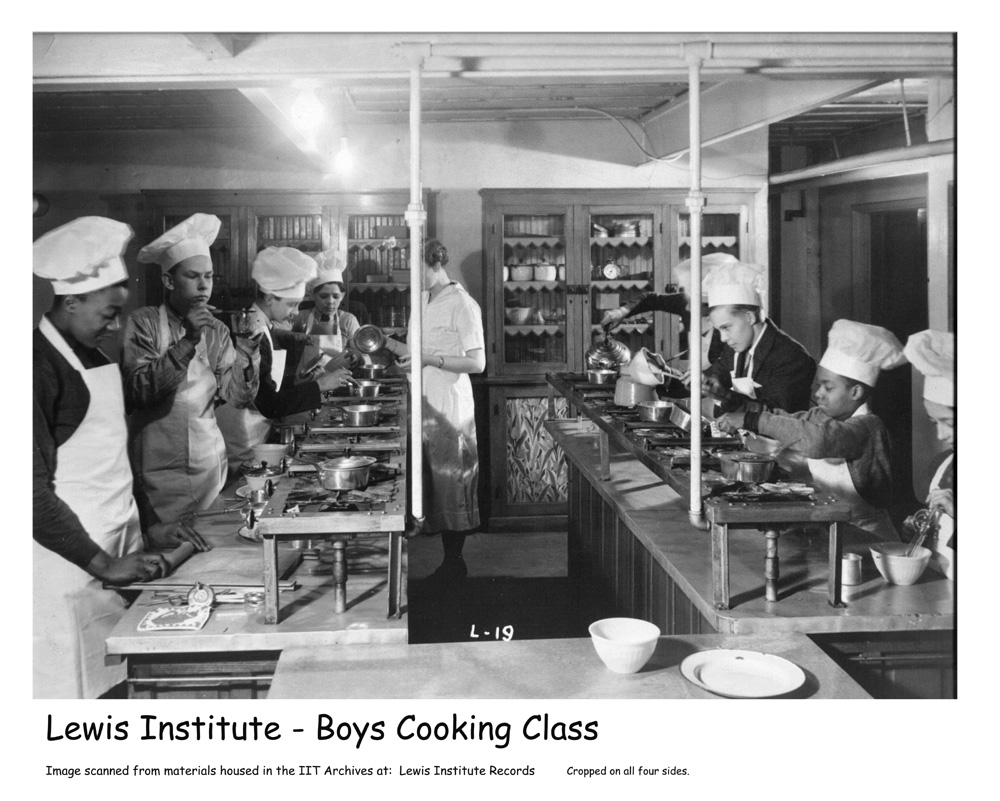 L-19
Lewis Institute - Boys Cooking Class
Image scanned from materials housed in the IIT Archives at: Lewis Institute Records Cropped on all four sides.